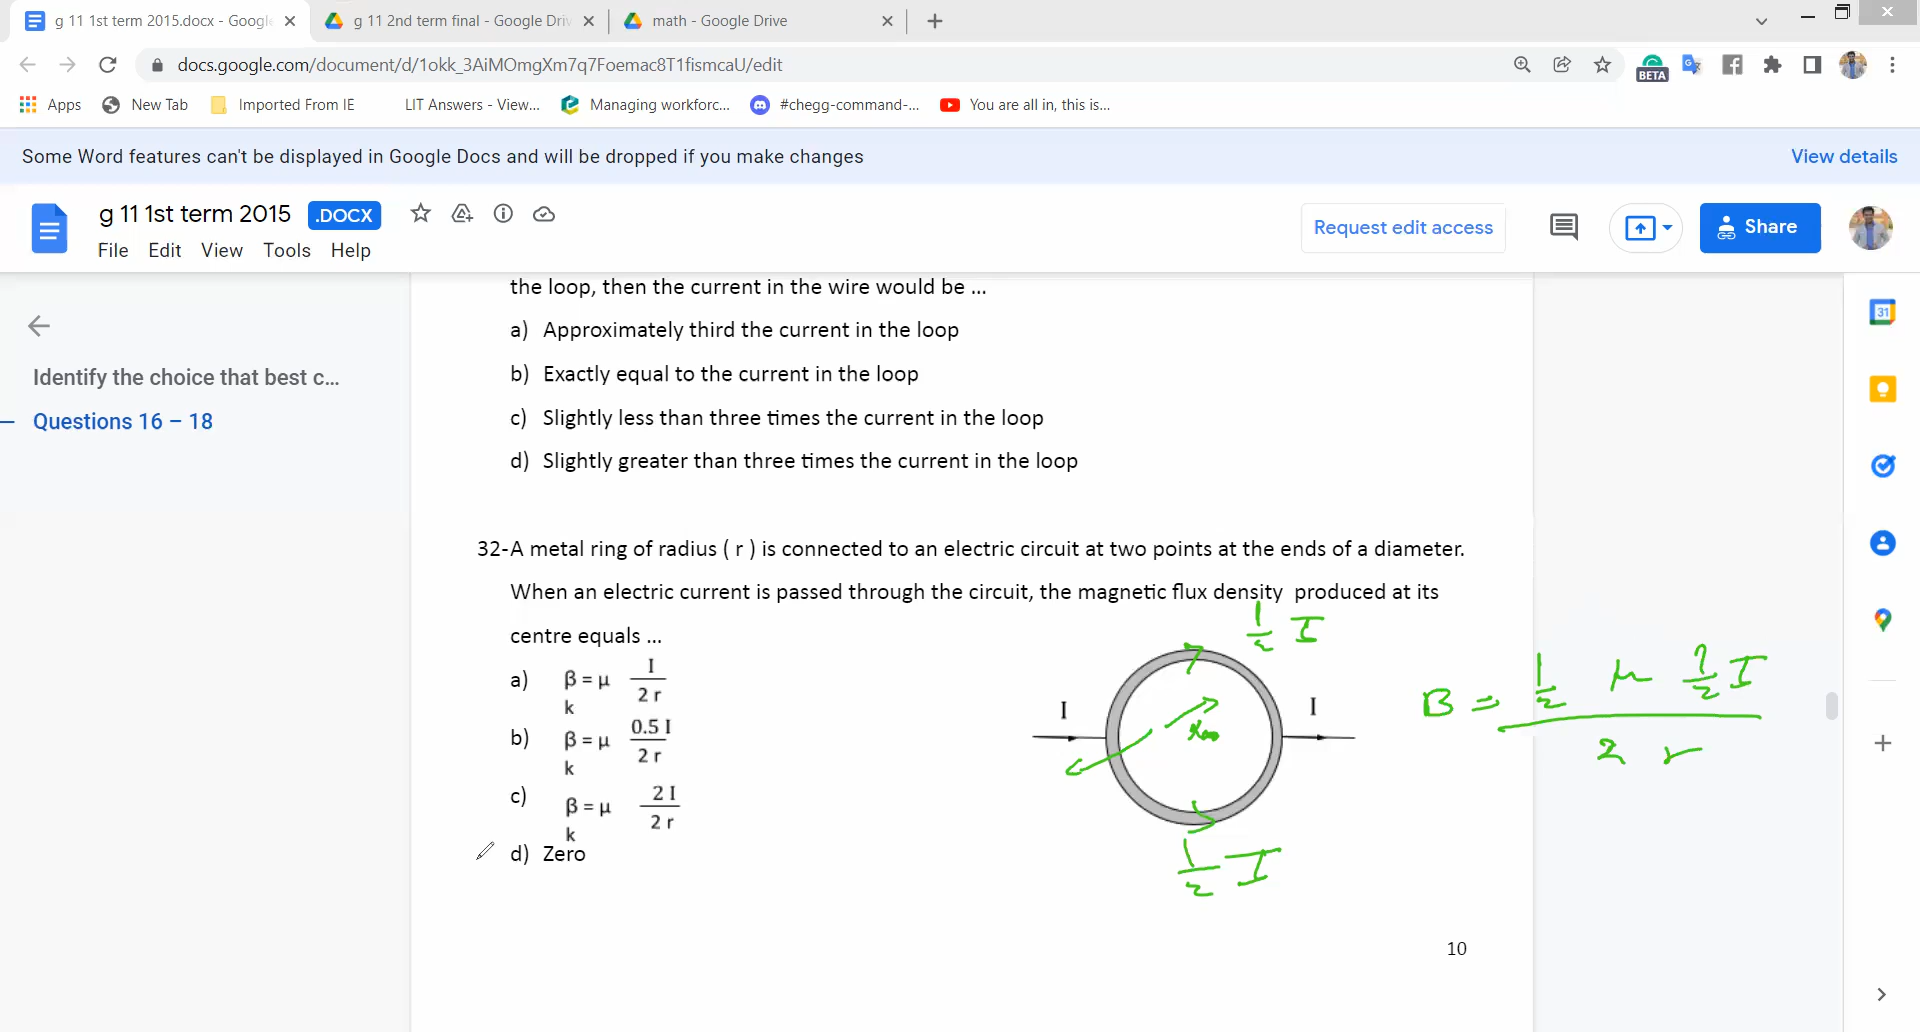 g 11 1st term 2015.docx - Googl
g 11 2nd term final - Google Driv
math - Google Drive
docs.google.com/document/d/1okk_3AiMOmgXm7q7Foemac8T1fismcaU/edit
BETA
Apps
New Tab
Imported From IE
LIT Answers - View...
Managing workforc...
#chegg-command-...
You are all in, this is...
Some Word features can't be displayed in Google Docs and will be dropped if you make changes
View details
g 11 1st term 2015 .DOCX
Request edit access
Share
File Edit View Tools Help
31
Identify the choice that best c...
Questions 16 – 18
the loop, then the current in the wire would be ...
a) Approximately third the current in the loop
b) Exactly equal to the current in the loop
c) Slightly less than three times the current in the loop
d) Slightly greater than three times the current in the loop
32-A metal ring of radius ( r ) is connected to an electric circuit at two points at the ends of a diameter.
When an electric current is passed through the circuit, the magnetic flux density produced at its
centre equals ...
a) β = μ I / 2 r
k
b) β = μ 0.5 I / 2 r
k
c) β = μ 2 I / 2 r
k
d) Zero
1/2 I
I
I
1/2 I
B = 1/2 μ 1/2 I / 2 r
10